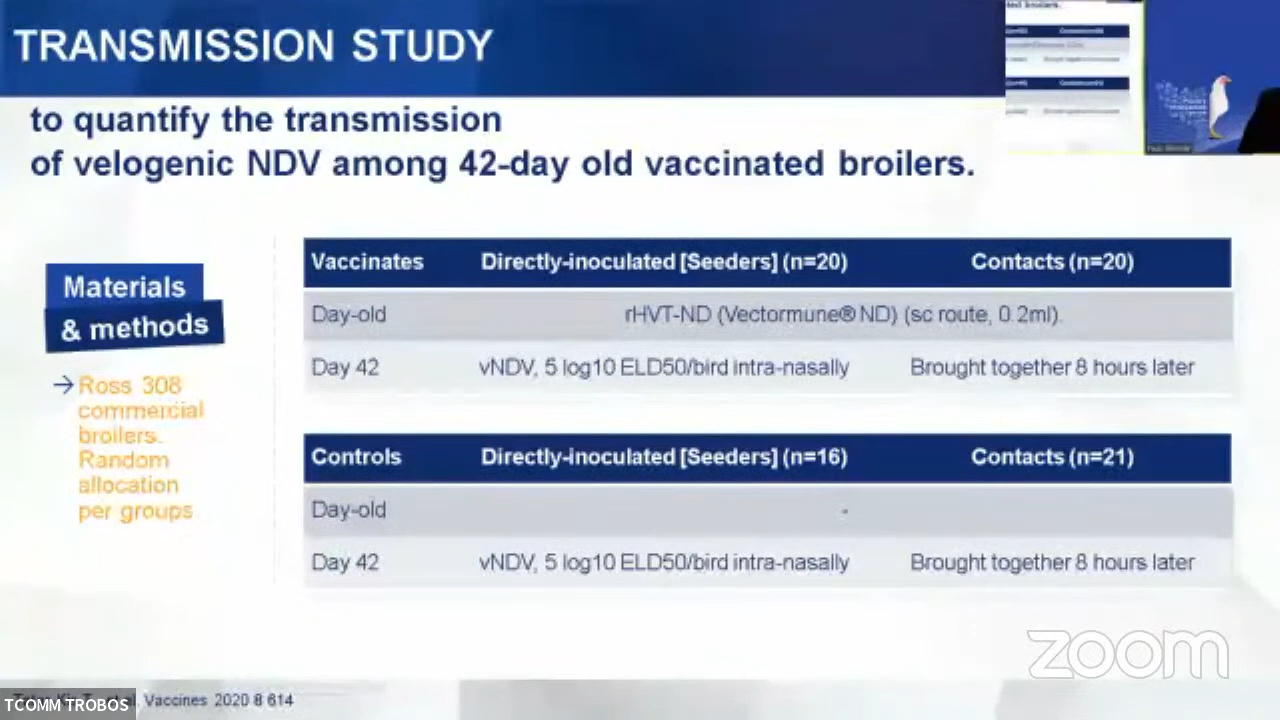 TRANSMISSION STUDY
to quantify the transmission
of velogenic NDV among 42-day old vaccinated broilers.
Materials
& methods
→ Ross 308
commercial
broilers.
Random
allocation
per groups
Vaccinates Directly-inoculated [Seeders] (n=20) Contacts (n=20)
Day-old rHVT-ND (Vectormune® ND) (sc route, 0.2ml)
Day 42 vNDV, 5 log10 ELD50/bird intra-nasally Brought together 8 hours later
Controls Directly-inoculated [Seeders] (n=16) Contacts (n=21)
Day-old -
Day 42 vNDV, 5 log10 ELD50/bird intra-nasally Brought together 8 hours later
zoom
Vaccines 2020 8 614
TCOMM TROBOS